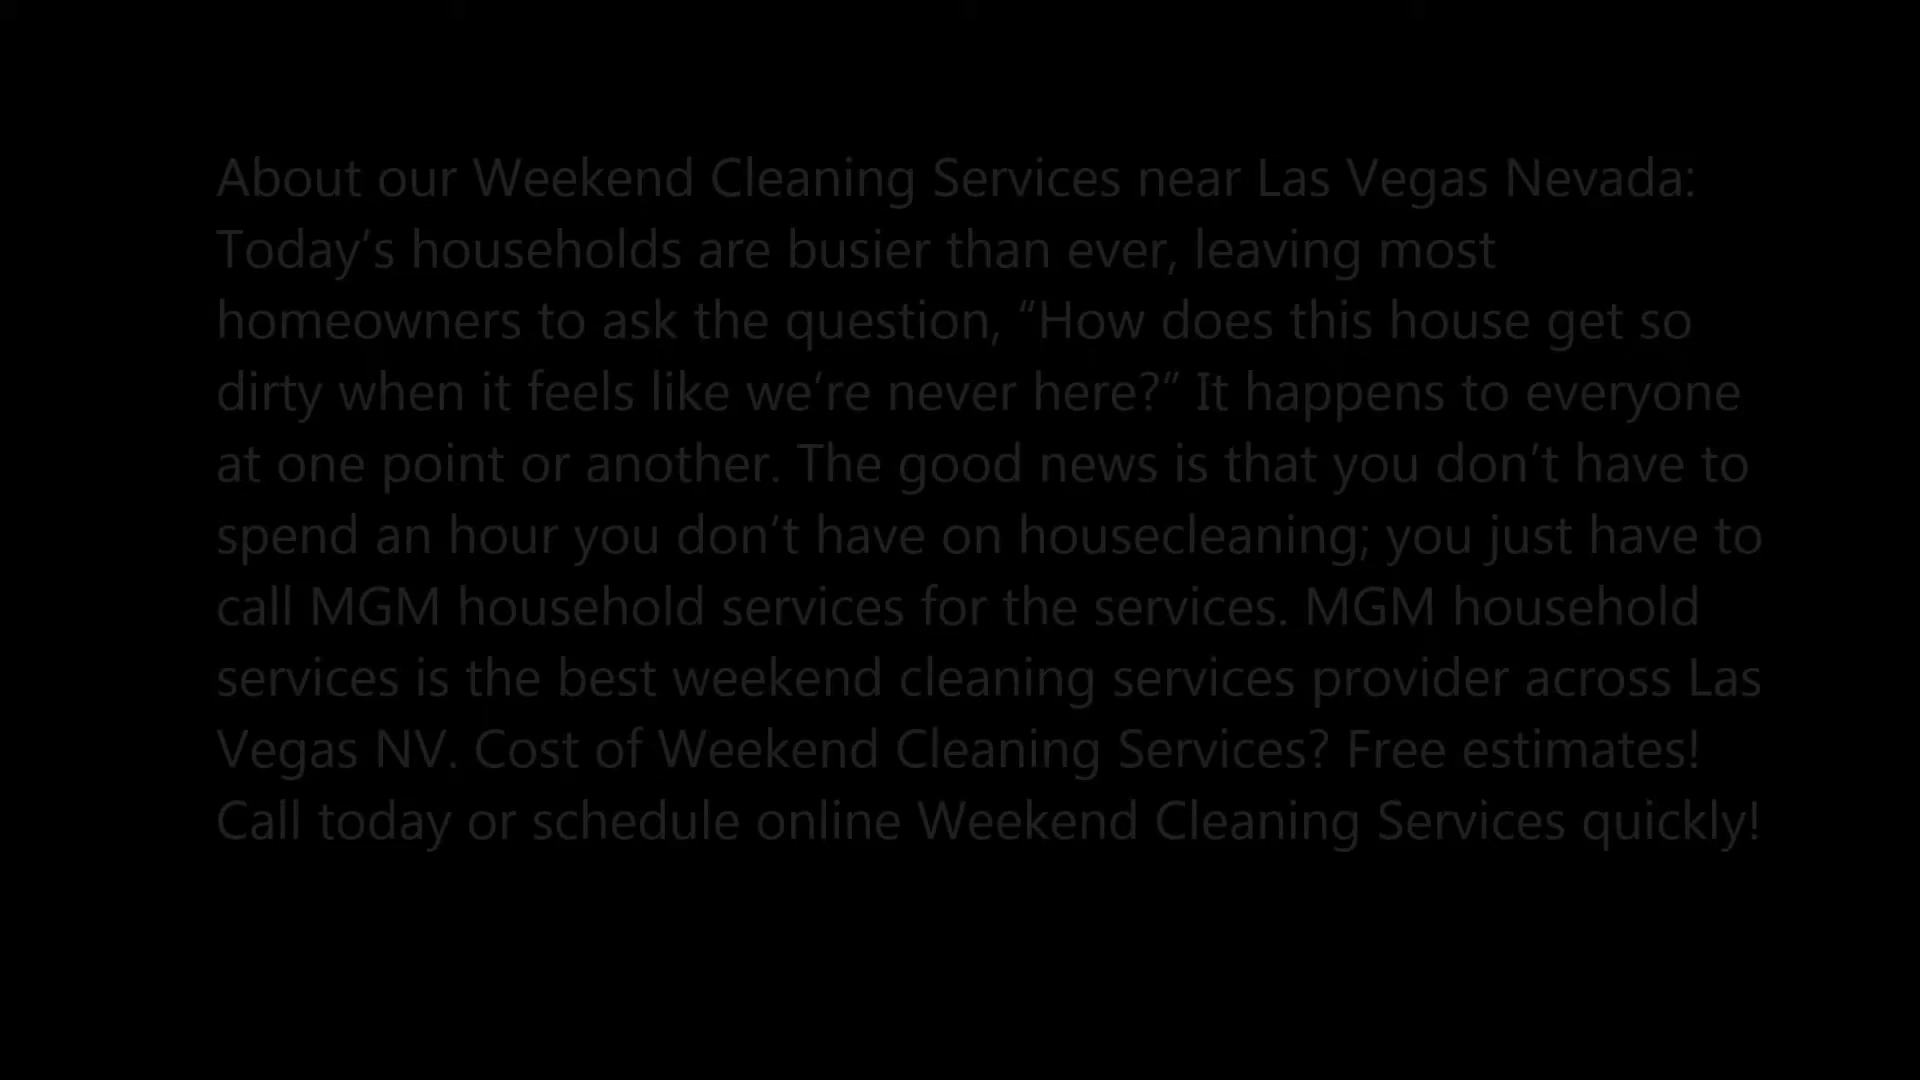 About our Weekend Cleaning Services near Las Vegas Nevada:
Today’s households are busier than ever, leaving most
homeowners to ask the question, “How does this house get so
dirty when it feels like we’re never here?” It happens to everyone
at one point or another. The good news is that you don’t have to
spend an hour you don’t have on housecleaning; you just have to
call MGM household services for the services. MGM household
services is the best weekend cleaning services provider across Las
Vegas NV. Cost of Weekend Cleaning Services? Free estimates!
Call today or schedule online Weekend Cleaning Services quickly!